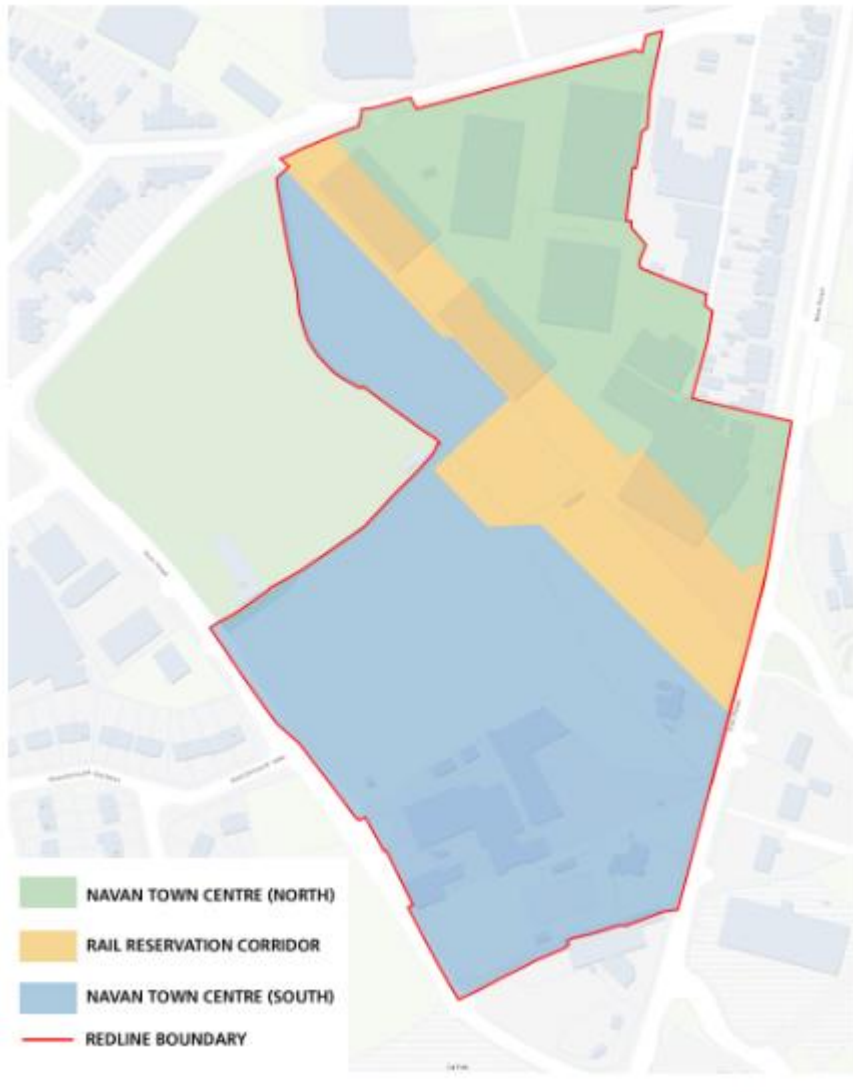 NAVAN TOWN CENTRE (NORTH)
RAIL RESERVATION CORRIDOR
NAVAN TOWN CENTRE (SOUTH)
REDLINE BOUNDARY